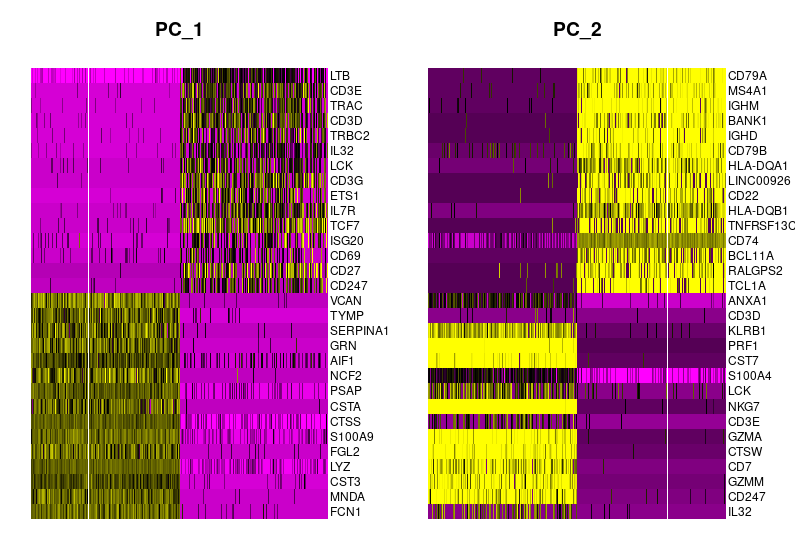 PC_1
LTB
CD3E
TRAC
CD3D
TRBC2
IL32
LCK
CD3G
ETS1
IL7R
TCF7
ISG20
CD69
CD27
CD247
VCAN
TYMP
SERPINA1
GRN
AIF1
NCF2
PSAP
CSTA
CTSS
S100A9
FGL2
LYZ
CST3
MNDA
FCN1
PC_2
CD79A
MS4A1
IGHM
BANK1
IGHD
CD79B
HLA-DQA1
LINC00926
CD22
HLA-DQB1
TNFRSF13C
CD74
BCL11A
RALGPS2
TCL1A
ANXA1
CD3D
KLRB1
PRF1
CST7
S100A4
LCK
NKG7
CD3E
GZMA
CTSW
CD7
GZMM
CD247
IL32